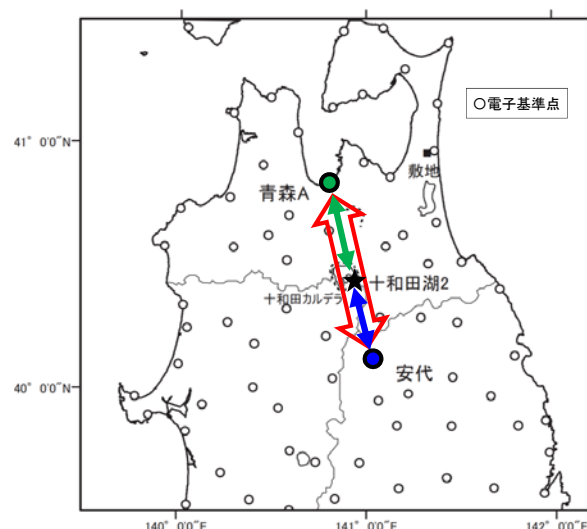 〇電子基準点
41° 0′0″N
敷地
青森A
十和田湖2
十和田カルデラ
安代
40° 0′0″N
140° 0′0″E
141° 0′0″E
142° 0′0″E